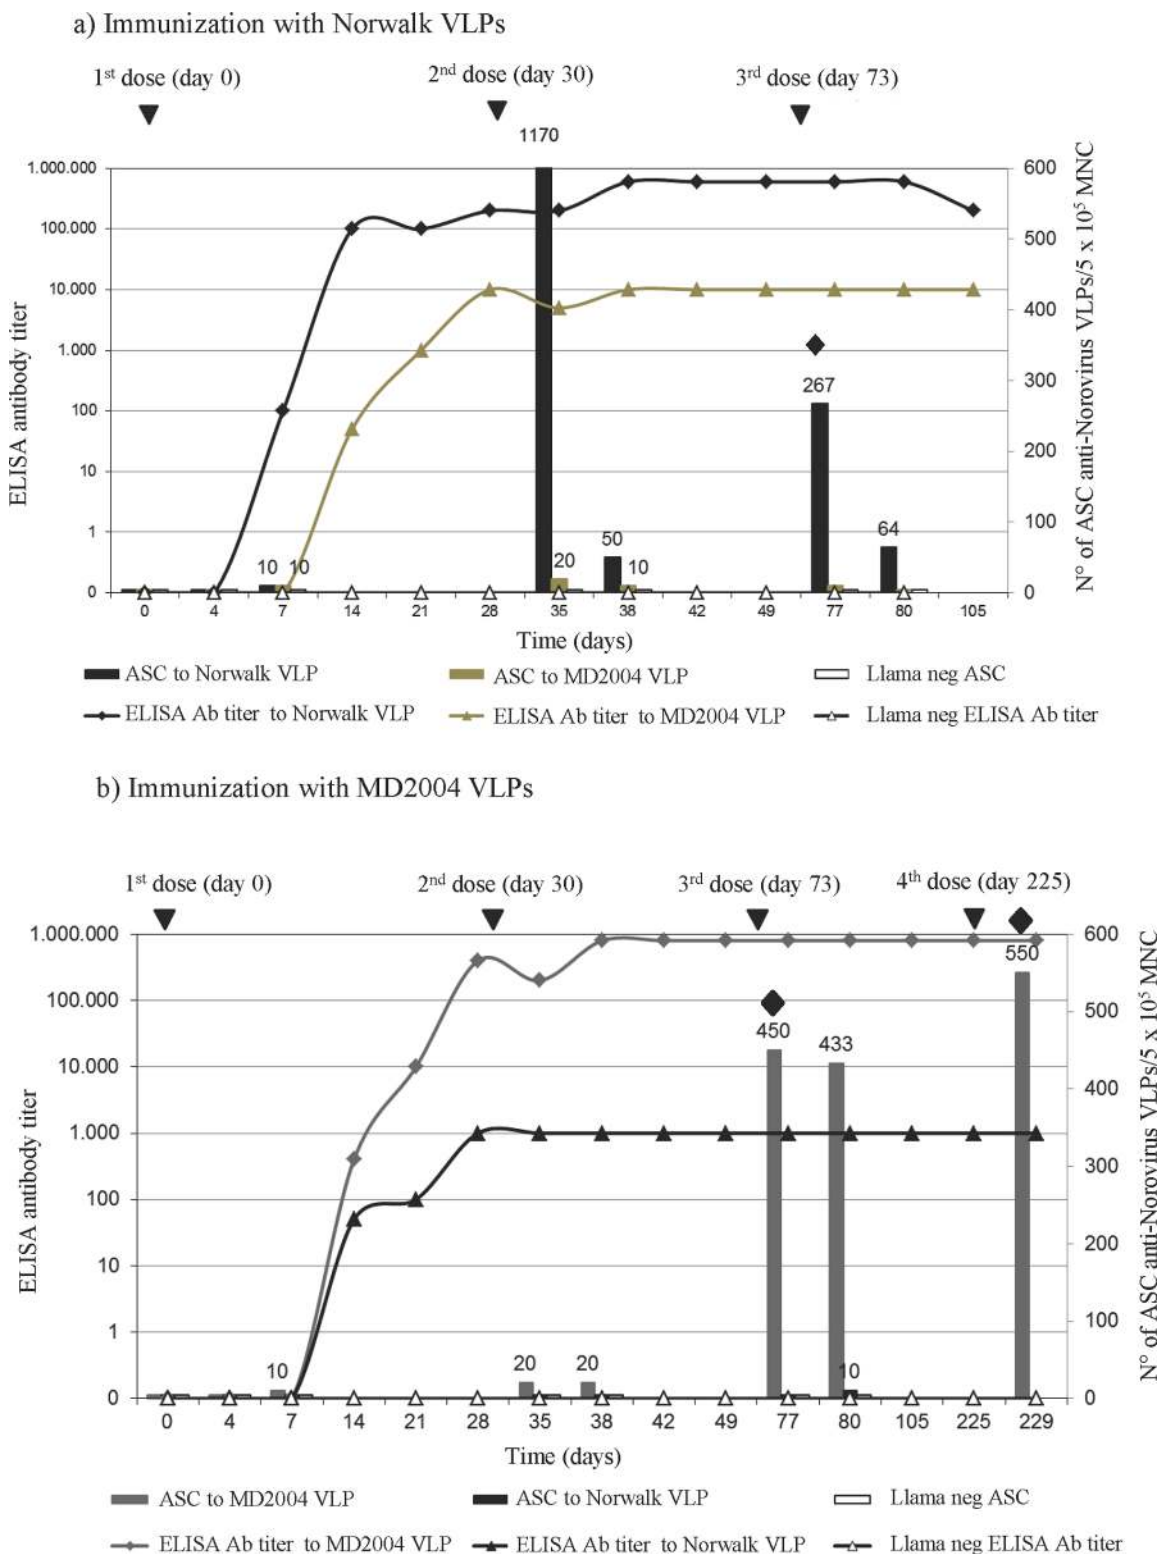 a) Immunization with Norwalk VLPs
1st dose (day 0)
2nd dose (day 30)
3rd dose (day 73)
1170
1.000.000
100.000
10.000
1.000
100
10
1
0
ELISA antibody titer
600
500
400
300
200
100
0
N° of ASC anti-Norovirus VLPs/5 x 10⁵ MNC
10
10
20
50
10
267
64
0 4 7 14 21 28 35 38 42 49 77 80 105
Time (days)
ASC to Norwalk VLP
ASC to MD2004 VLP
Llama neg ASC
ELISA Ab titer to Norwalk VLP
ELISA Ab titer to MD2004 VLP
Llama neg ELISA Ab titer
b) Immunization with MD2004 VLPs
1st dose (day 0)
2nd dose (day 30)
3rd dose (day 73)
4th dose (day 225)
1.000.000
100.000
10.000
1.000
100
10
1
0
ELISA antibody titer
600
500
400
300
200
100
0
N° of ASC anti-Norovirus VLPs/5 x 10⁵ MNC
10
20
20
450
433
10
550
0 4 7 14 21 28 35 38 42 49 77 80 105 225 229
Time (days)
ASC to MD2004 VLP
ASC to Norwalk VLP
Llama neg ASC
ELISA Ab titer to MD2004 VLP
ELISA Ab titer to Norwalk VLP
Llama neg ELISA Ab titer